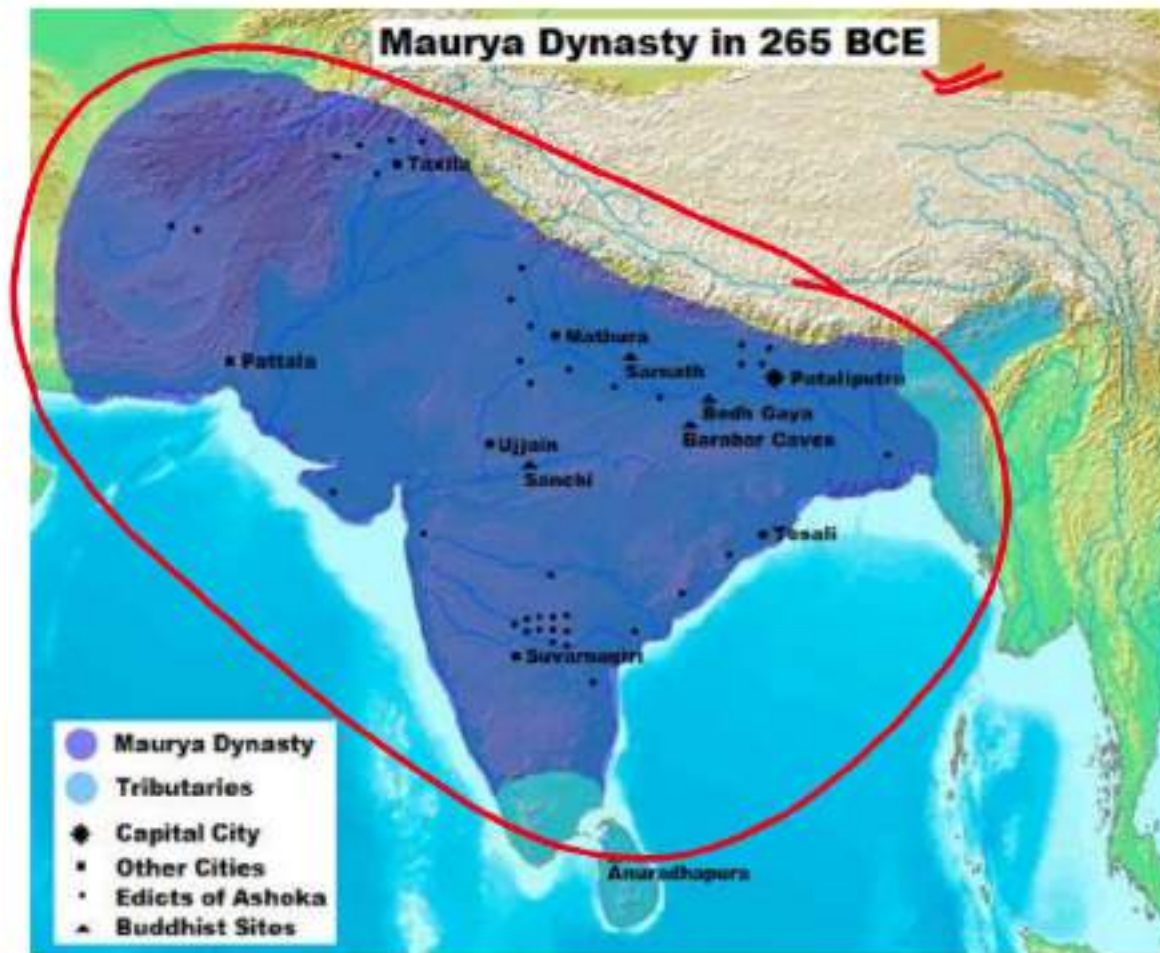 Maurya Dynasty in 265 BCE
Taxila
Mathura
Sarnath
Pattala
Pataliputra
Bodh Gaya
Barabar Caves
Ujjain
Sanchi
Tosali
Suvarnagiri
Maurya Dynasty
Tributaries
Capital City
Other Cities
Edicts of Ashoka
Buddhist Sites
Anuradhapura